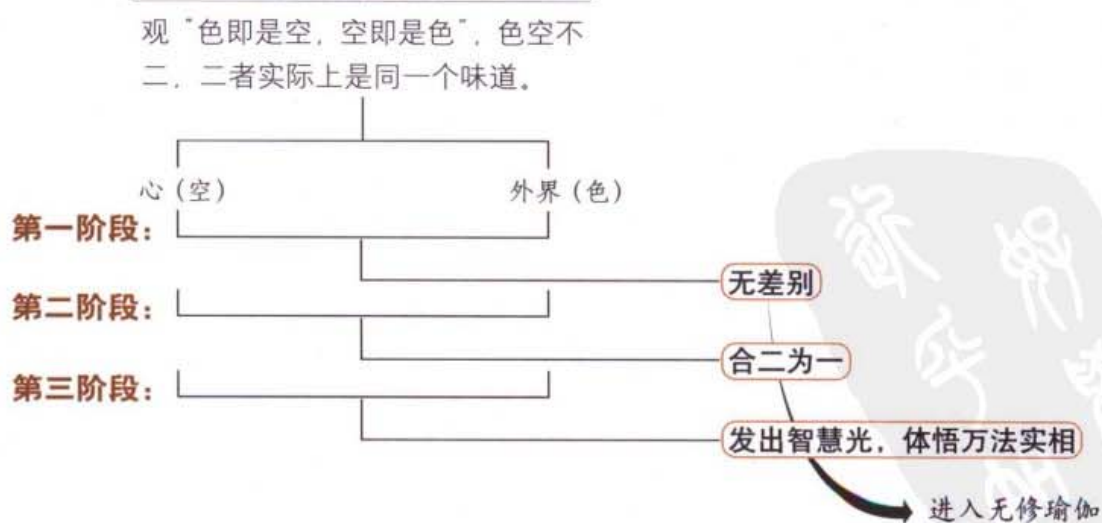 观“色即是空，空即是色”，色空不
二，二者实际上是同一个味道。
心（空）
外界（色）
第一阶段：
无差别
第二阶段：
合二为一
第三阶段：
发出智慧光，体悟万法实相
进入无修瑜伽